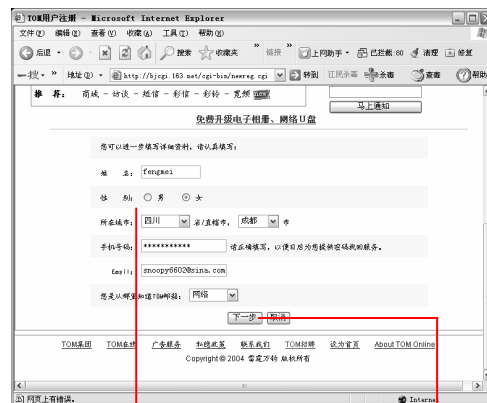 TOM用户注册 - Microsoft Internet Explorer
文件(F) 编辑(E) 查看(V) 收藏(A) 工具(T) 帮助(H)
后退 搜索 收藏夹 » 链接 » 上网助手 已拦截:80 清理 修复
一搜 » 地址(D) http://bjcgi.163.net/cgi-bin/newreg.cgi 转到 江民杀毒 杀毒 查毒 帮助
推 荐: 商城 - 访谈 - 短信 - 彩信 - 彩铃 - 宽频
马上通知
免费升级电子相册、网络U盘
您可以进一步填写详细资料，请认真填写：
姓 名: fengmei
性 别: 男 女
所在城市: 四川 省/直辖市, 成都 市
手机号码: *********** 请正确填写，以便日后为您提供密码找回服务。
Email: snoopy6602@sina.com
您是从哪里知道TOM邮箱: 网络
下一步 取消
TOM集团 TOM在线 广告服务 私隐政策 联系我们 TOM招聘 设为首页 About TOM Online
Copyright © 2004 雷霆万钧 版权所有
网页上有错误。 Interne